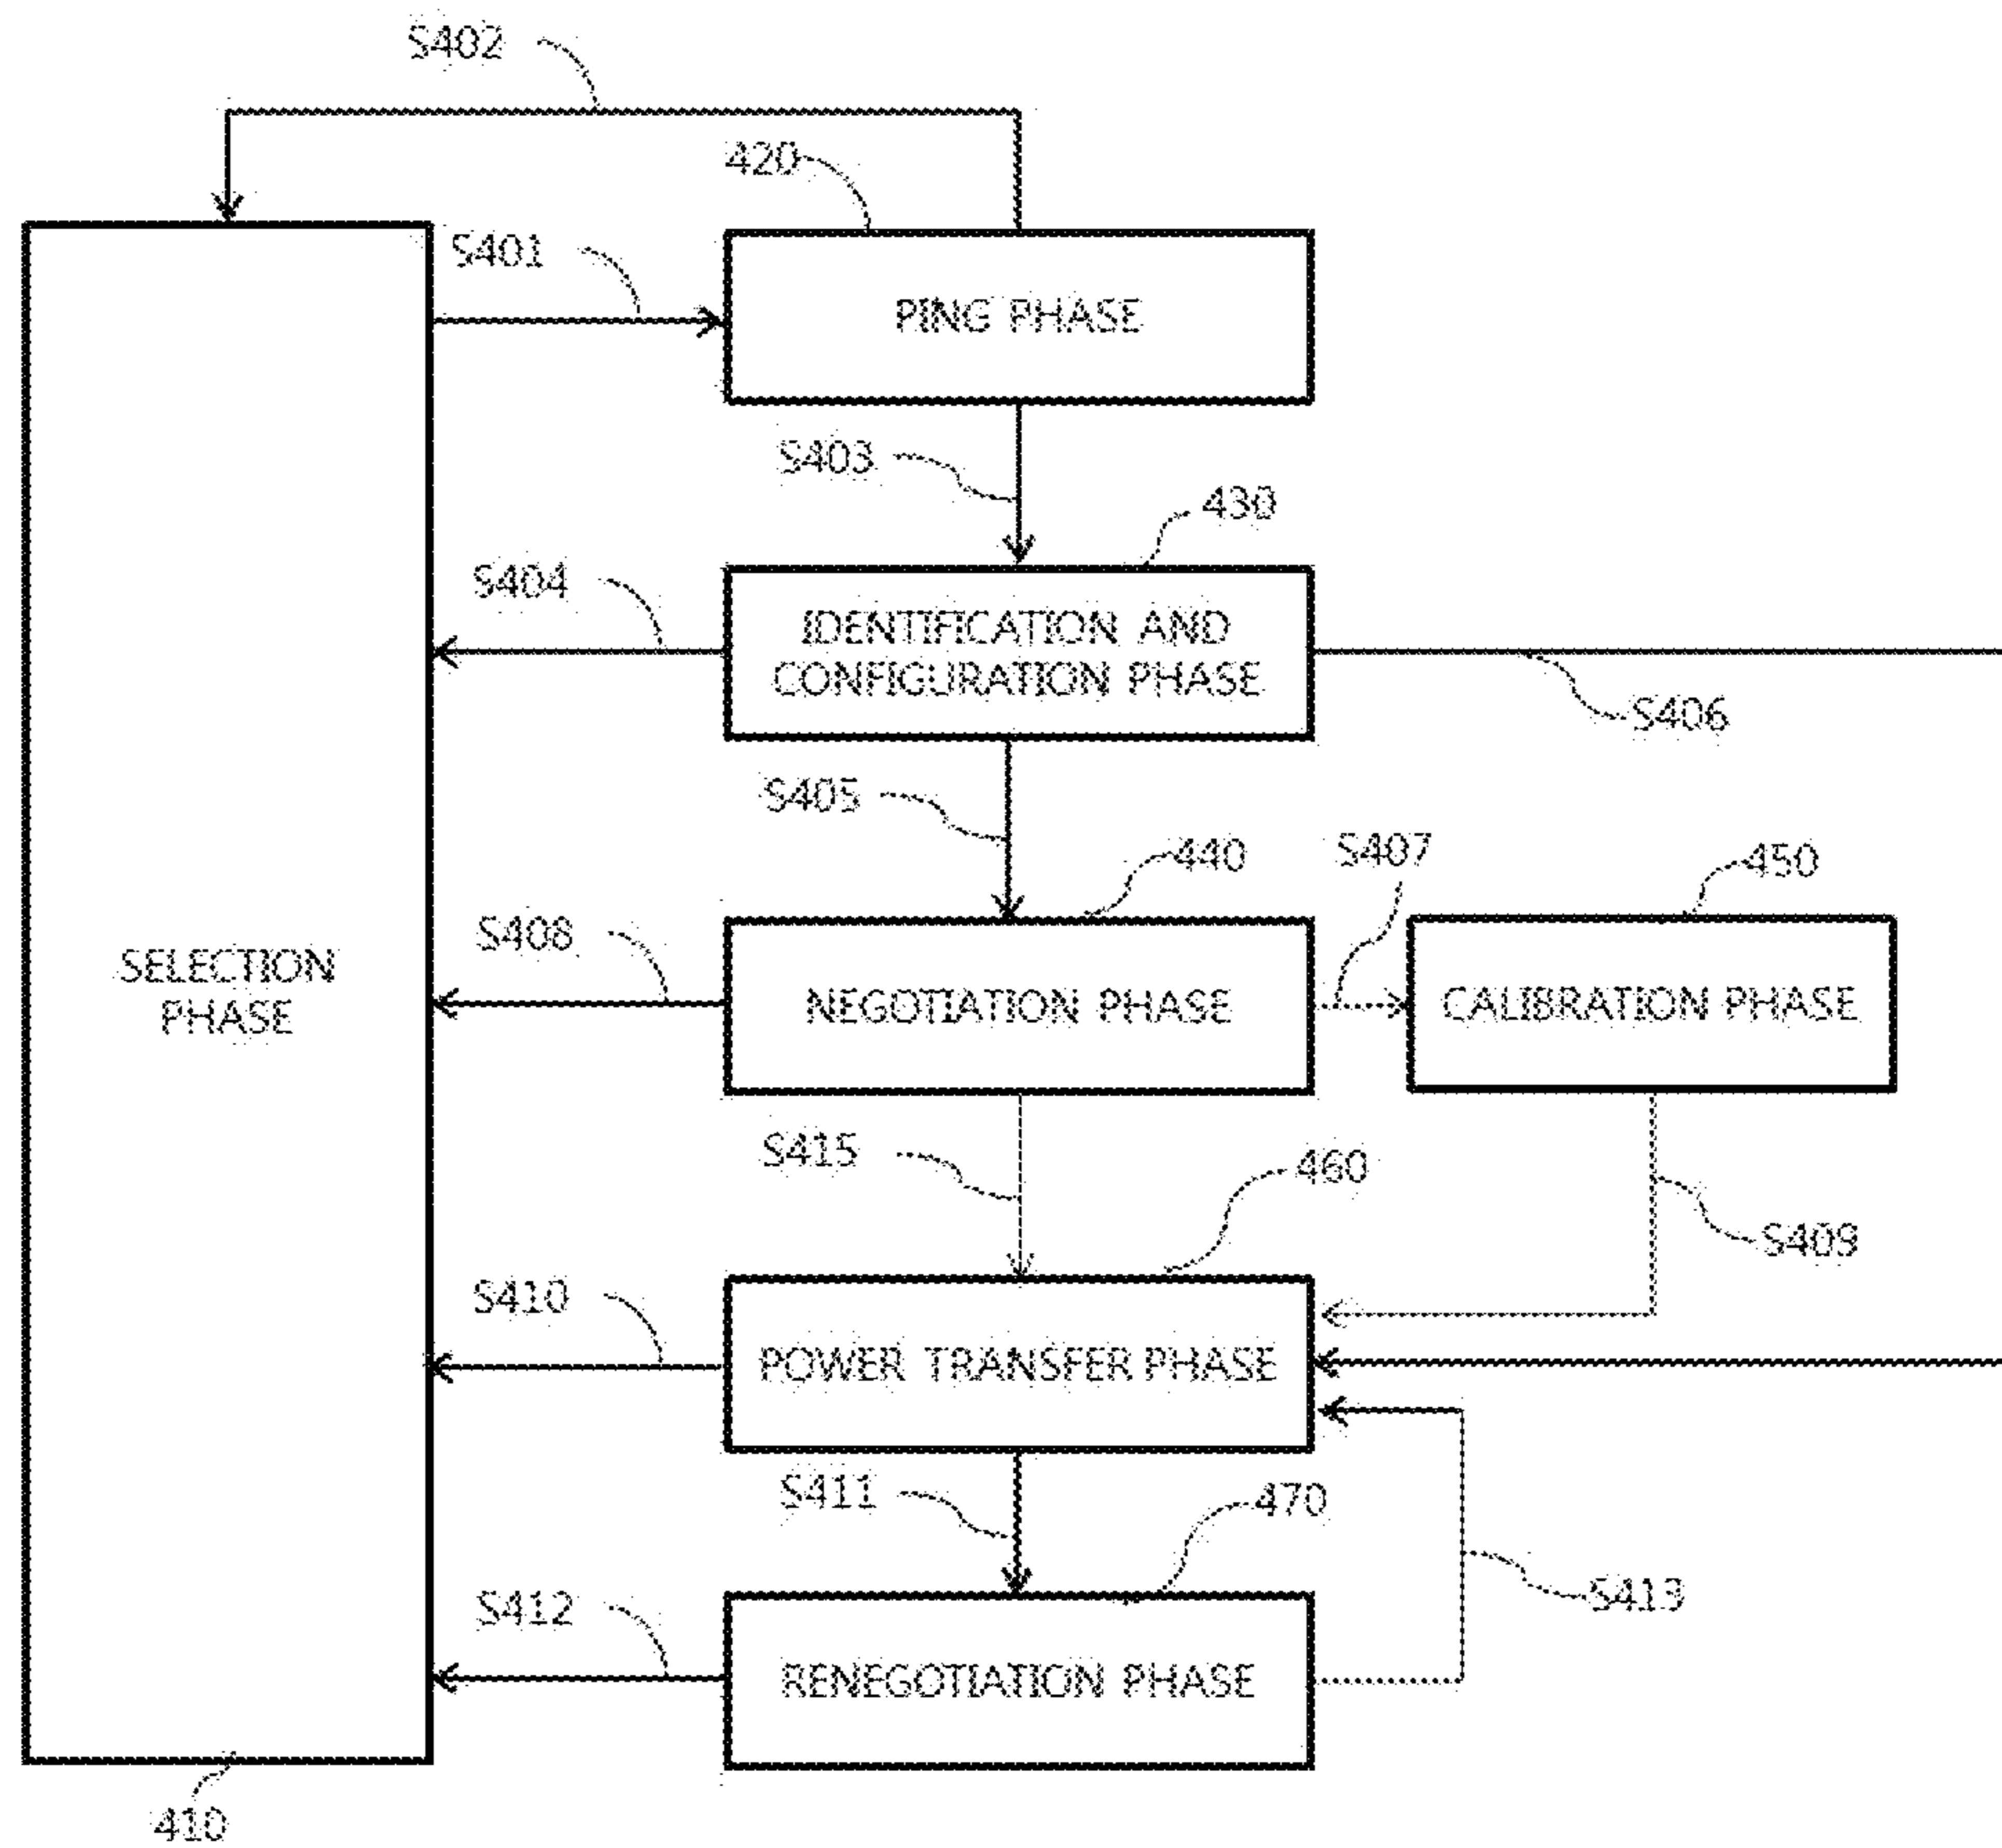 S402
420
S401
PING PHASE
S403
430
S404
IDENTIFICATION AND
CONFIGURATION PHASE
S406
S405
440
S407
450
S408
SELECTION
PHASE
NEGOTIATION PHASE
CALIBRATION PHASE
S415
460
S409
S410
POWER TRANSFER PHASE
S411
470
S413
S412
RENEGOTIATION PHASE
410